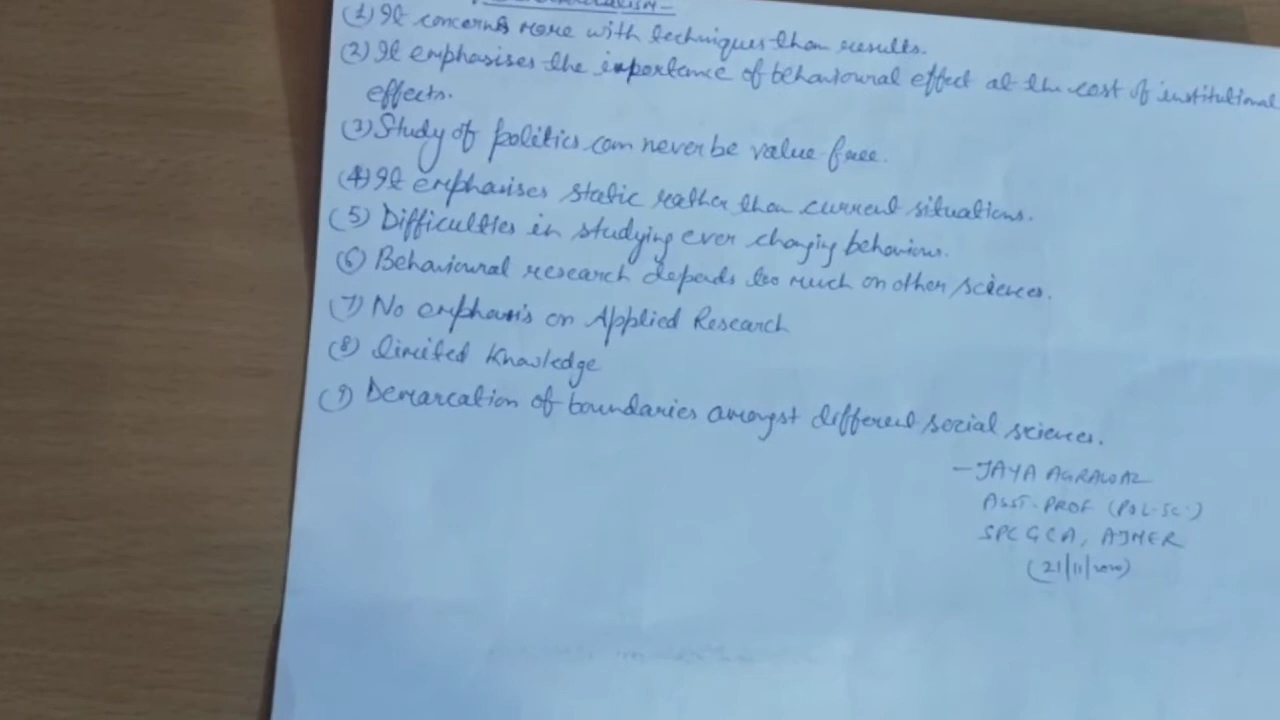 (1) It concerns more with techniques than results.
(2) It emphasises the importance of behavioural effect at the cost of institutional
effects.
(3) Study of politics can never be value free.
(4) It emphasises static rather than current situations.
(5) Difficulties in studying ever changing behaviour.
(6) Behavioural research depends too much on other sciences.
(7) No emphasis on Applied Research
(8) Limited Knowledge
(9) Demarcation of boundaries amongst different social sciences.
- JAYA AGRAWAL
ASST. PROF (POL. SC.)
SPC GCA, AJMER
(21/11/2020)